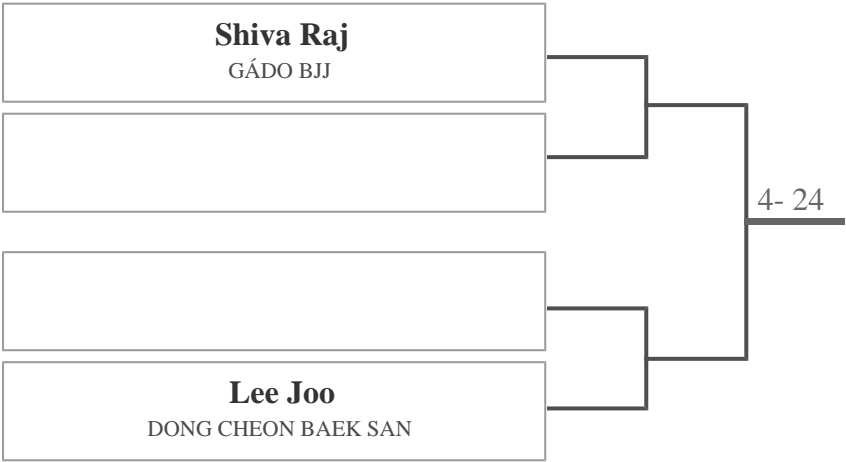 Shiva Raj
GÁDO BJJ
4- 24
Lee Joo
DONG CHEON BAEK SAN